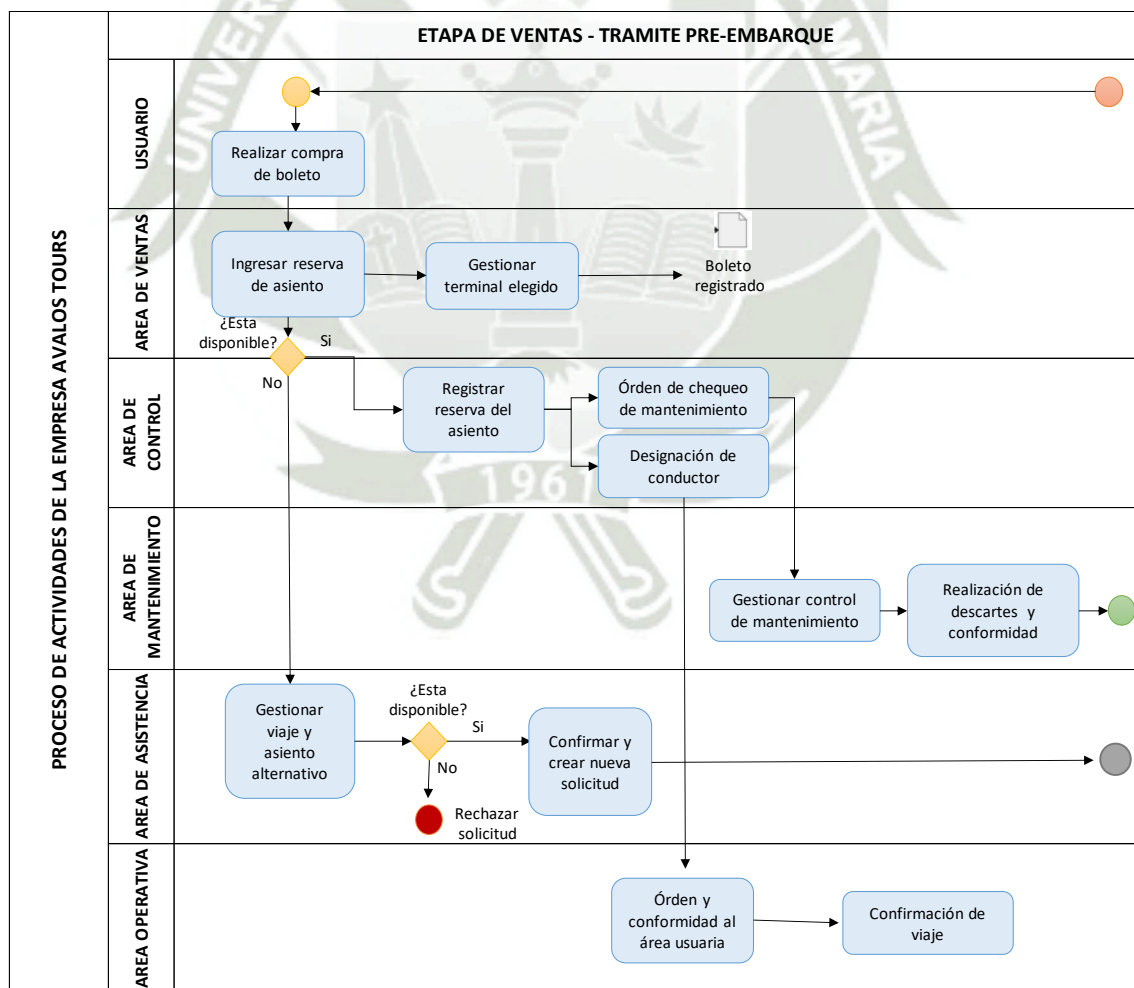 ETAPA DE VENTAS - TRAMITE PRE-EMBARQUE
PROCESO DE ACTIVIDADES DE LA EMPRESA AVALOS TOURS
USUARIO
Realizar compra
de boleto
AREA DE VENTAS
Ingresar reserva
de asiento
Gestionar
terminal elegido
Boleto
registrado
¿Esta
disponible?
Si
No
AREA DE
CONTROL
Registrar
reserva del
asiento
Órden de chequeo
de mantenimiento
Designación de
conductor
1961
AREA DE
MANTENIMIENTO
Gestionar control
de mantenimiento
Realización de
descartes y
conformidad
AREA DE ASISTENCIA
Gestionar
viaje y
asiento
alternativo
¿Esta
disponible?
Si
No
Rechazar
solicitud
Confirmar y
crear nueva
solicitud
AREA OPERATIVA
Órden y
conformidad al
área usuaria
Confirmación de
viaje